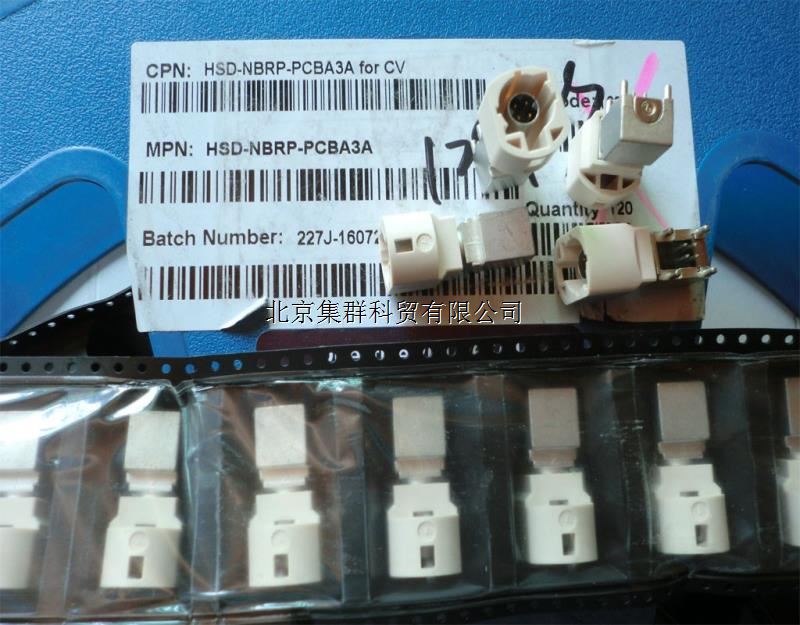 CPN: HSD-NBRP-PCBA3A for CV
MPN: HSD-NBRP-PCBA3A
Quantity 120
Batch Number: 227J-16072
北京集群科贸有限公司